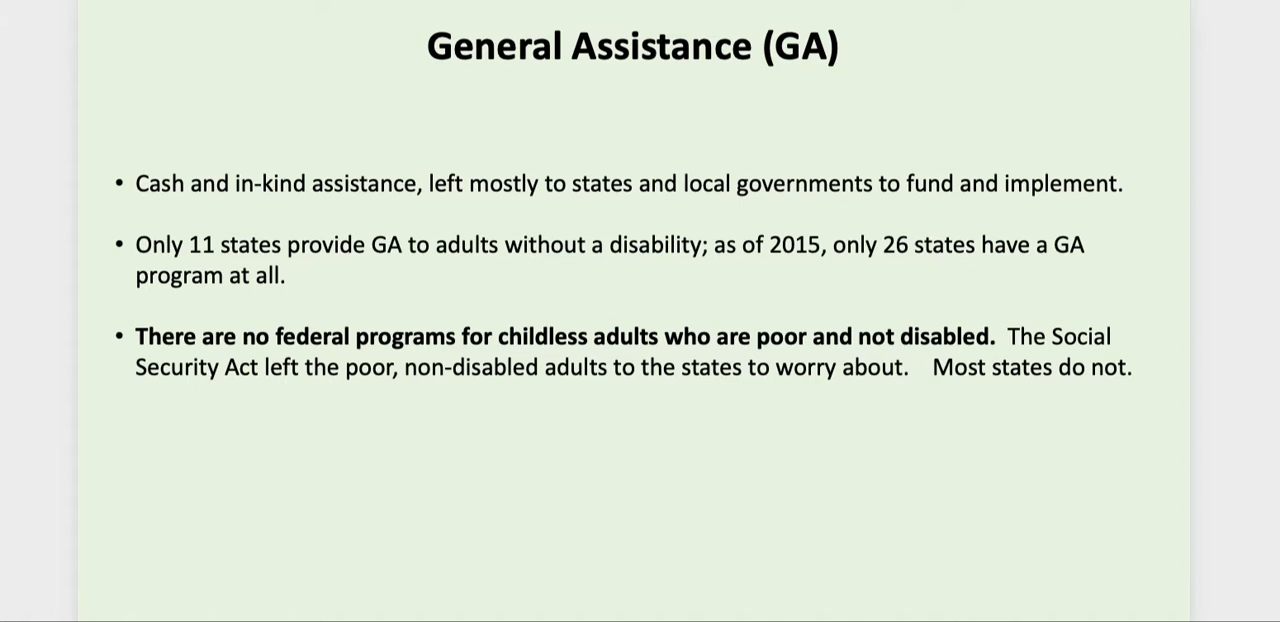 General Assistance (GA)
• Cash and in-kind assistance, left mostly to states and local governments to fund and implement.
• Only 11 states provide GA to adults without a disability; as of 2015, only 26 states have a GA
program at all.
• There are no federal programs for childless adults who are poor and not disabled.  The Social
Security Act left the poor, non-disabled adults to the states to worry about.    Most states do not.